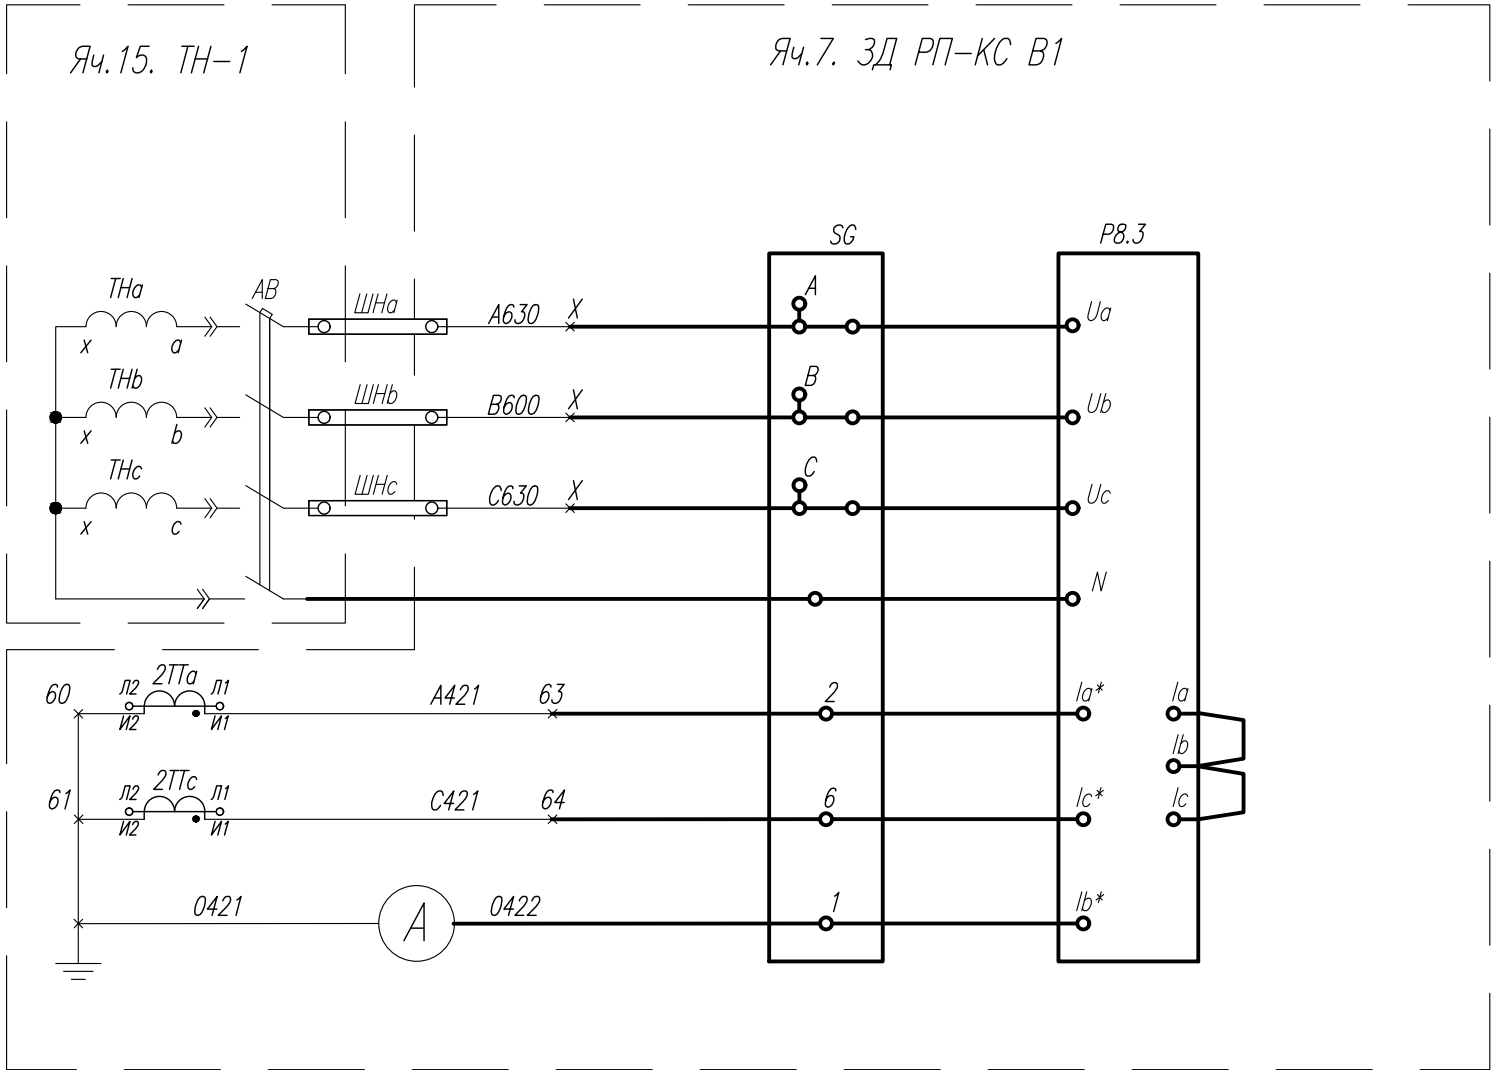 Яч.15. ТН-1
Яч.7. ЗД РП-КС В1
SG
Р8.3
ТНа
АВ
ШНа
А630
X
А
Ua
х
а
ТНb
ШНb
В600
X
В
Ub
х
b
ТНс
ШНс
С630
X
С
Uc
х
с
N
60
Л2
2ТТа
Л1
И2
И1
А421
63
2
Ia*
Ia
Ib
61
Л2
2ТТс
Л1
И2
И1
С421
64
6
Ic*
Ic
0421
А
0422
1
Ib*